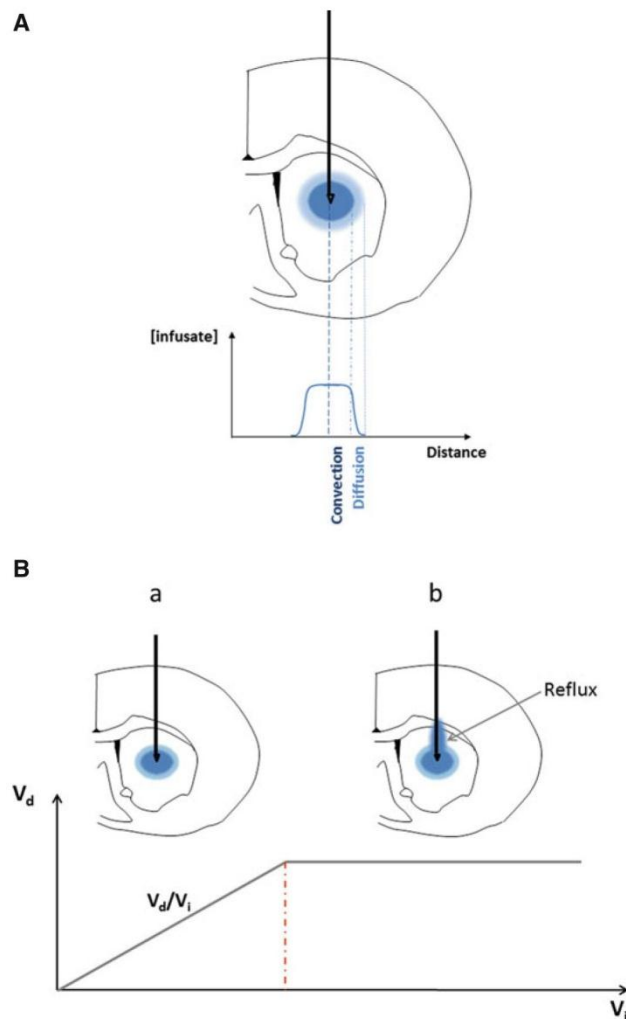 A
[infusate]
Distance
Convection
Diffusion
B
a
b
Reflux
Vd
Vd/Vi
Vi